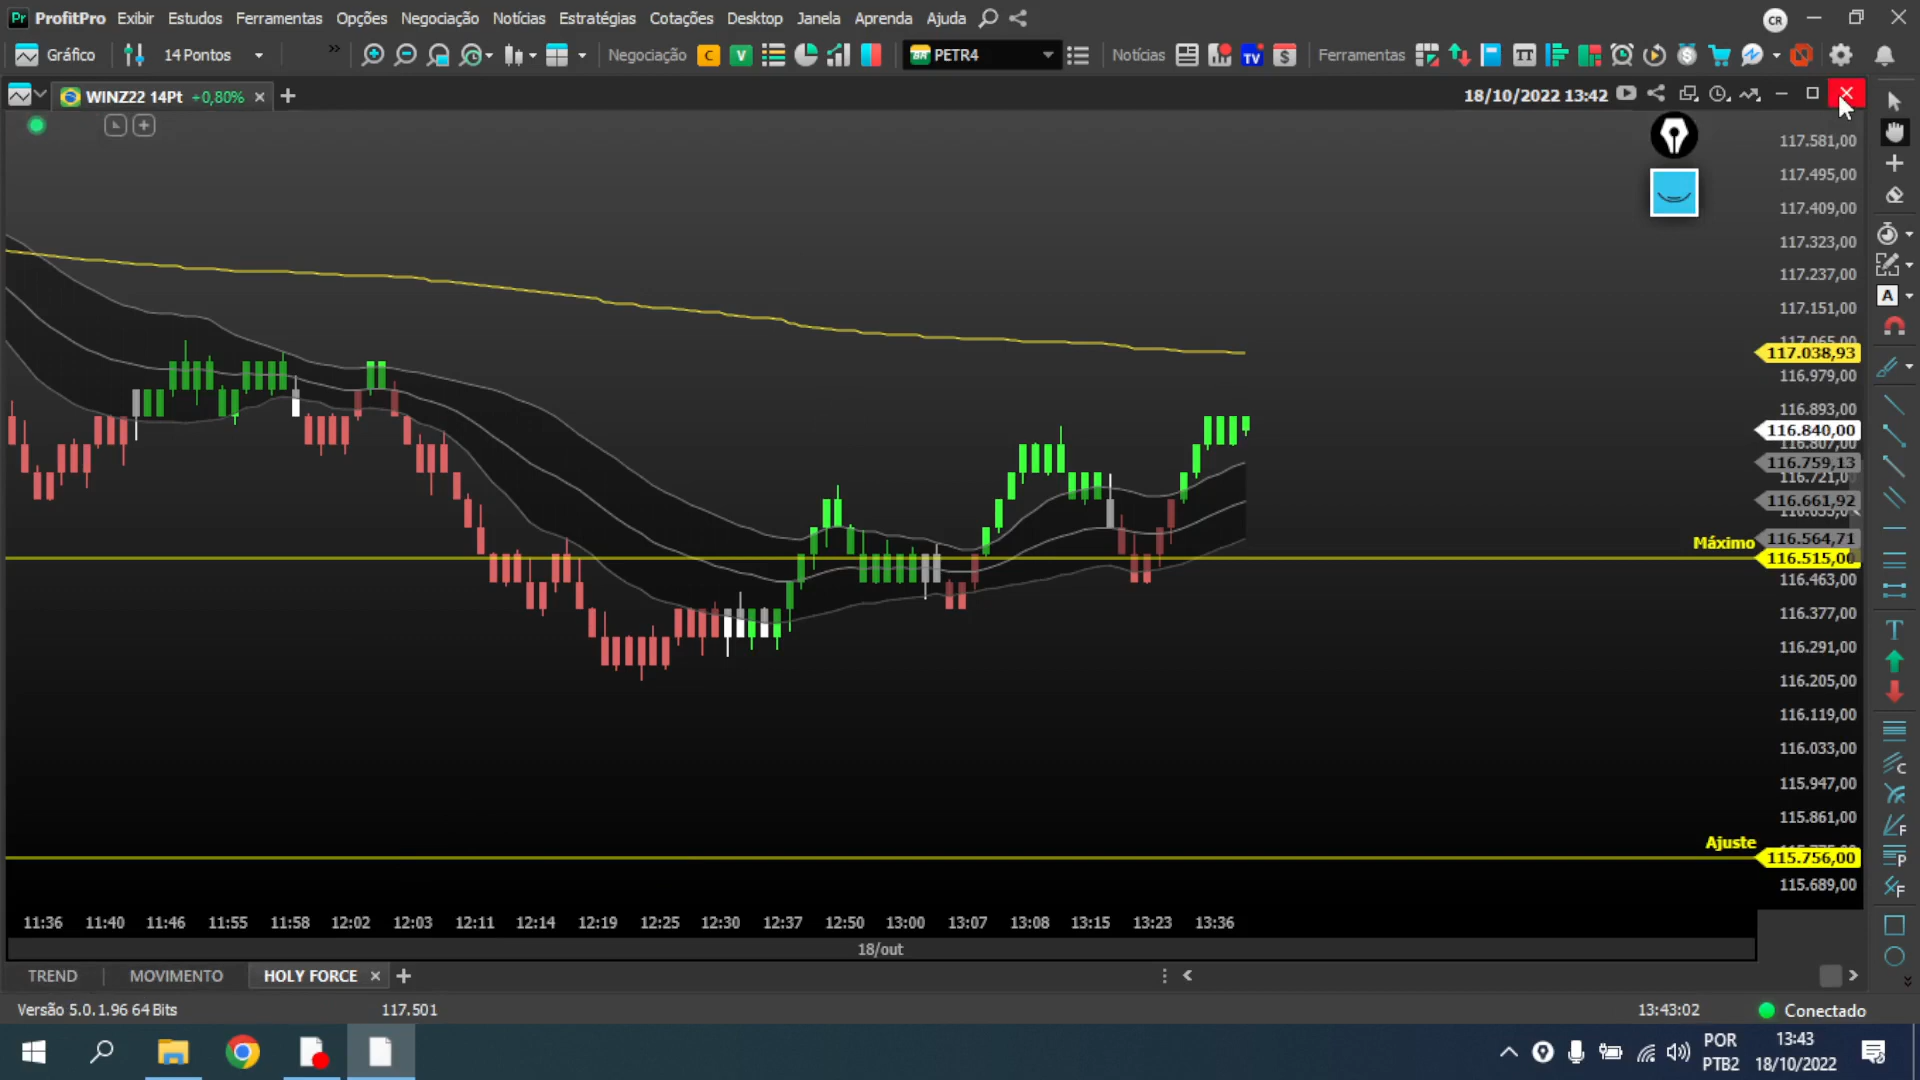 Pr ProfitPro Exibir Estudos Ferramentas Opções Negociação Notícias Estratégias Cotações Desktop Janela Aprenda Ajuda CR
Gráfico 14 Pontos Negociação C V PETR4 Notícias TV Ferramentas
WINZ22 14Pt +0,80% 18/10/2022 13:42
117.581,00
117.495,00
117.409,00
117.323,00
117.237,00
117.151,00
117.038,93
116.979,00
116.893,00
116.840,00
116.759,13
116.721,00
116.661,92
116.564,71
Máximo
116.515,00
116.463,00
116.377,00
116.291,00
116.205,00
116.119,00
116.033,00
115.947,00
115.861,00
Ajuste
115.756,00
115.689,00
11:36 11:40 11:46 11:55 11:58 12:02 12:03 12:11 12:14 12:19 12:25 12:30 12:37 12:50 13:00 13:07 13:08 13:15 13:23 13:36
18/out
TREND MOVIMENTO HOLY FORCE
Versão 5.0.1.96 64 Bits 117.501 13:43:02 Conectado
POR 13:43
PTB2 18/10/2022